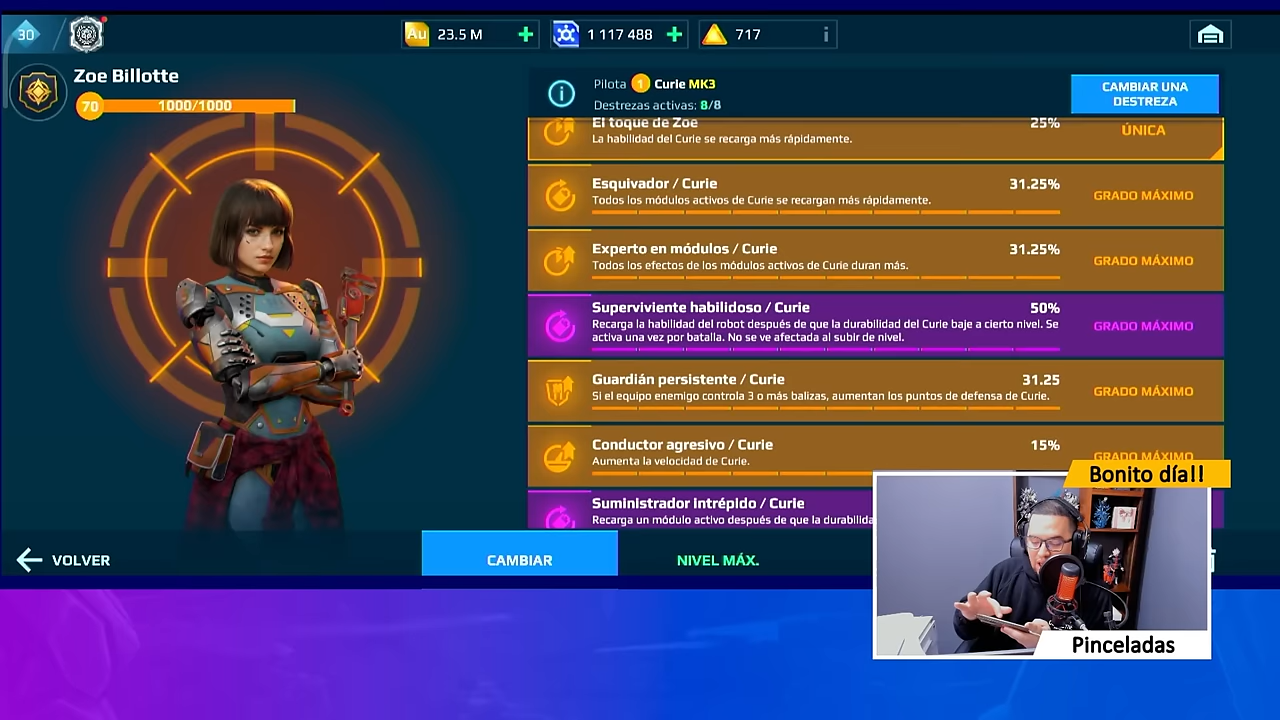 30
Au 23.5 M
1 117 488
717
Zoe Billotte
70
1000/1000
Pilota 1 Curie MK3
Destrezas activas: 8/8
CAMBIAR UNA
DESTREZA
El toque de Zoe 25%
La habilidad del Curie se recarga más rápidamente.
ÚNICA
Esquivador / Curie 31.25%
Todos los módulos activos de Curie se recargan más rápidamente.
GRADO MÁXIMO
Experto en módulos / Curie 31.25%
Todos los efectos de los módulos activos de Curie duran más.
GRADO MÁXIMO
Superviviente habilidoso / Curie 50%
Recarga la habilidad del robot después de que la durabilidad del Curie baje a cierto nivel. Se
activa una vez por batalla. No se ve afectada al subir de nivel.
GRADO MÁXIMO
Guardián persistente / Curie 31.25
Si el equipo enemigo controla 3 o más balizas, aumentan los puntos de defensa de Curie.
GRADO MÁXIMO
Conductor agresivo / Curie 15%
Aumenta la velocidad de Curie.
GRADO MÁXIMO
Suministrador intrépido / Curie
Recarga un módulo activo después de que la durabilida
Bonito día!!
VOLVER
CAMBIAR
NIVEL MÁX.
Pinceladas